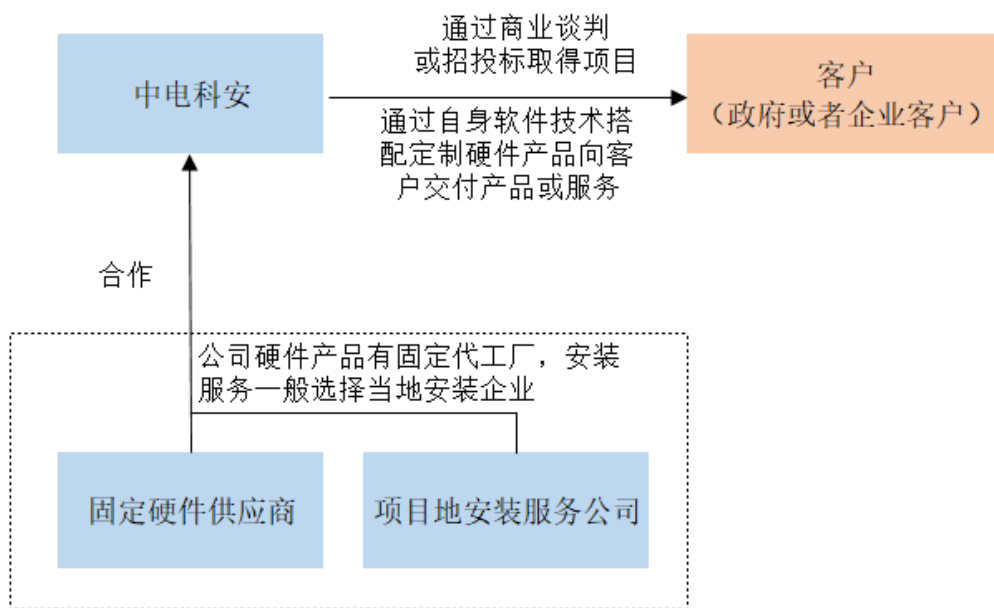 中电科安
通过商业谈判
或招投标取得项目
通过自身软件技术搭
配定制硬件产品向客
户交付产品或服务
客户
（政府或者企业客户）
合作
公司硬件产品有固定代工厂，安装
服务一般选择当地安装企业
固定硬件供应商
项目地安装服务公司